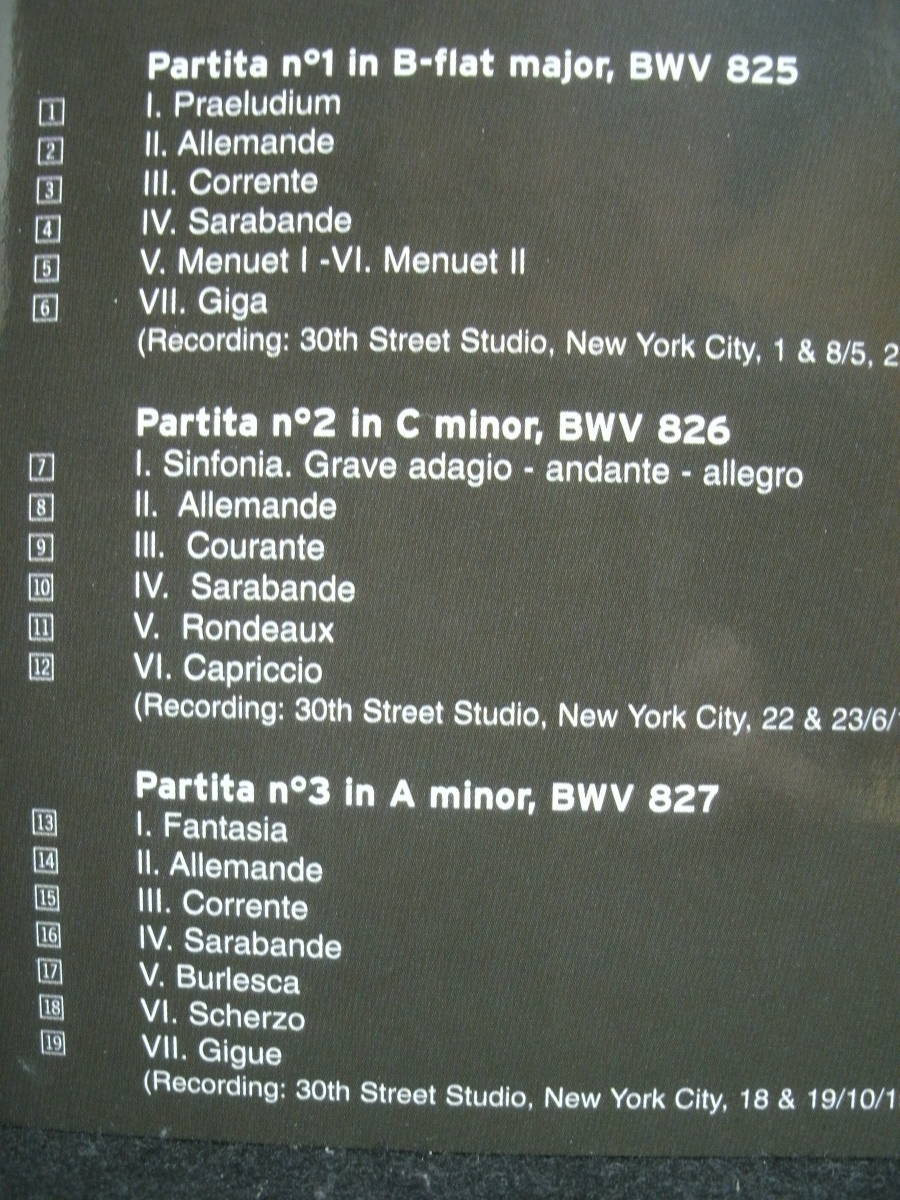 Partita nº1 in B-flat major, BWV 825
1 I. Praeludium
2 II. Allemande
3 III. Corrente
4 IV. Sarabande
5 V. Menuet I -VI. Menuet II
6 VII. Giga
(Recording: 30th Street Studio, New York City, 1 & 8/5, 2
Partita nº2 in C minor, BWV 826
7 I. Sinfonia. Grave adagio - andante - allegro
8 II. Allemande
9 III. Courante
10 IV. Sarabande
11 V. Rondeaux
12 VI. Capriccio
(Recording: 30th Street Studio, New York City, 22 & 23/6/
Partita nº3 in A minor, BWV 827
13 I. Fantasia
14 II. Allemande
15 III. Corrente
16 IV. Sarabande
17 V. Burlesca
18 VI. Scherzo
19 VII. Gigue
(Recording: 30th Street Studio, New York City, 18 & 19/10/1